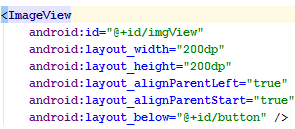 <ImageView
android:id="@+id/imgView"
android:layout_width="200dp"
android:layout_height="200dp"
android:layout_alignParentLeft="true"
android:layout_alignParentStart="true"
android:layout_below="@+id/button" />